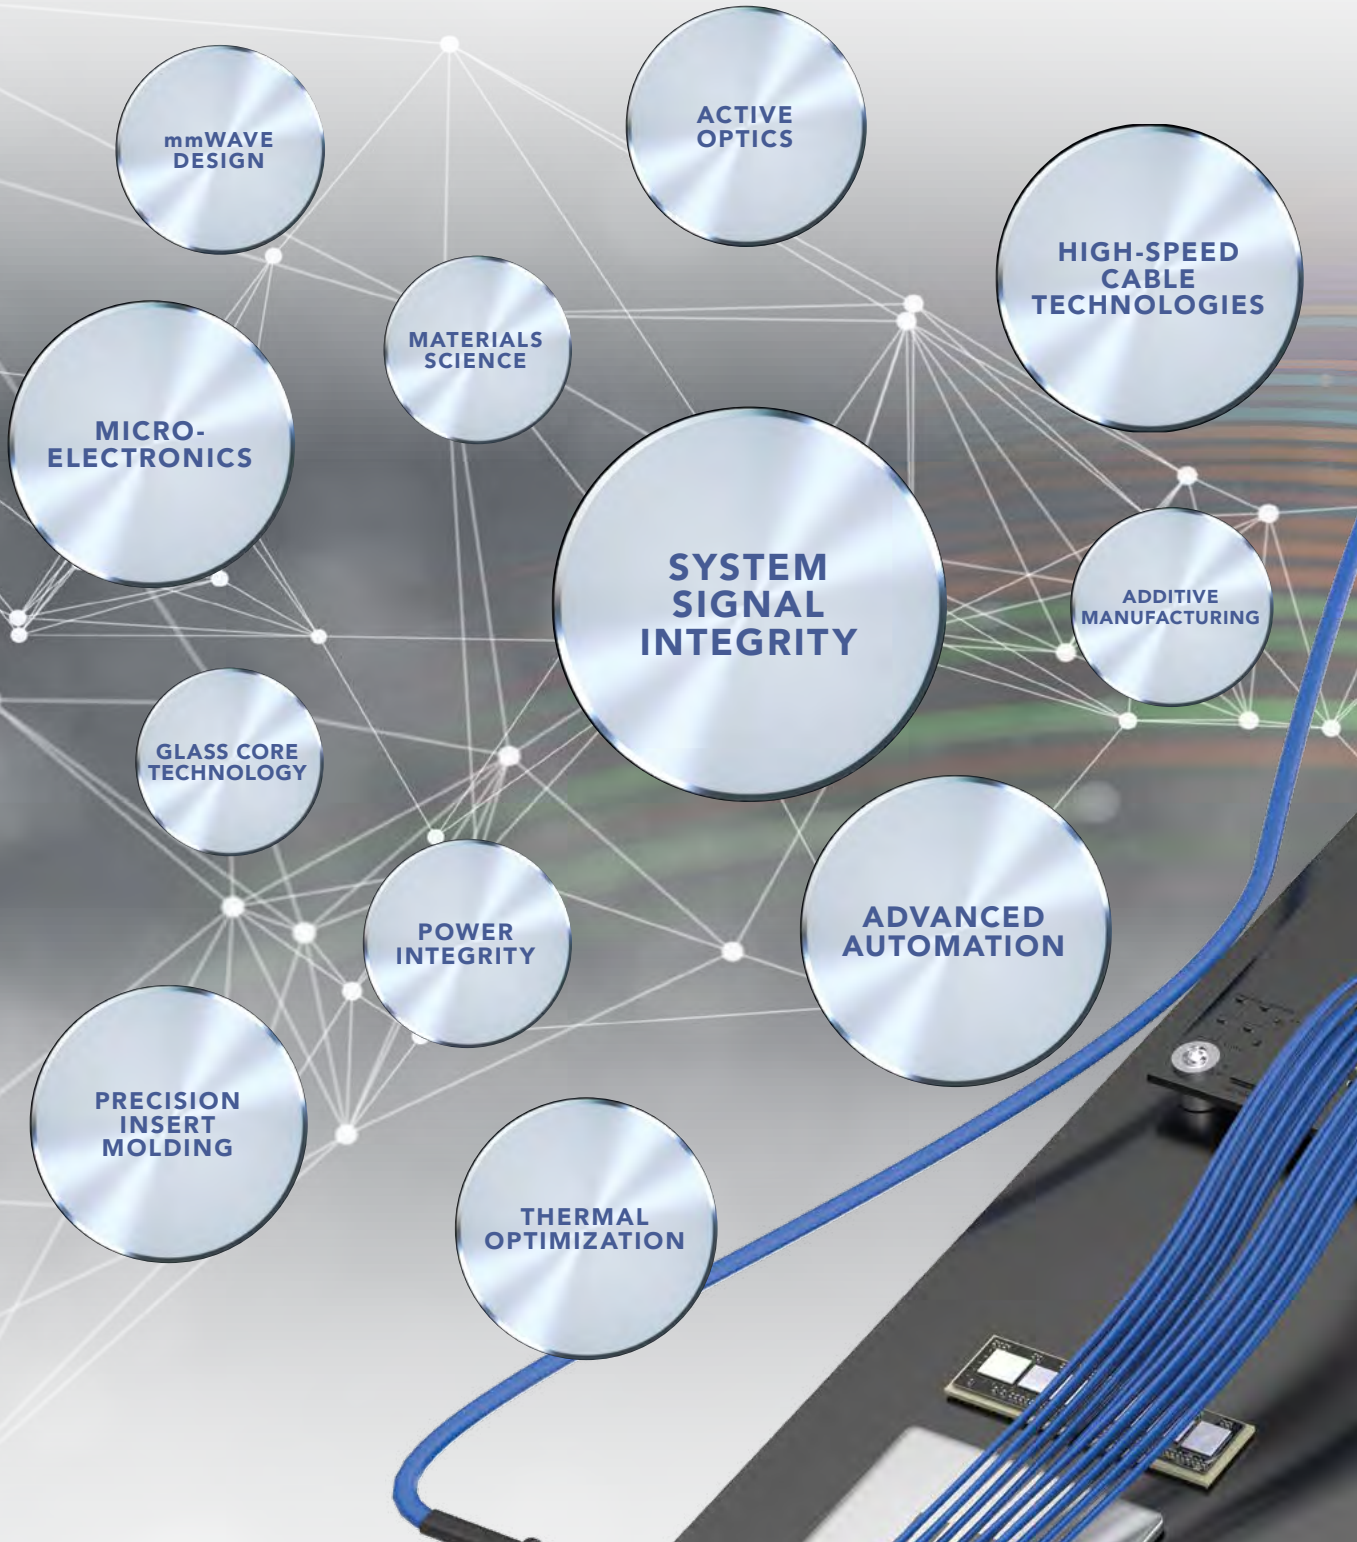 mmWAVE
DESIGN
ACTIVE
OPTICS
HIGH-SPEED
CABLE
TECHNOLOGIES
MATERIALS
SCIENCE
MICRO-
ELECTRONICS
SYSTEM
SIGNAL
INTEGRITY
ADDITIVE
MANUFACTURING
GLASS CORE
TECHNOLOGY
POWER
INTEGRITY
ADVANCED
AUTOMATION
PRECISION
INSERT
MOLDING
THERMAL
OPTIMIZATION